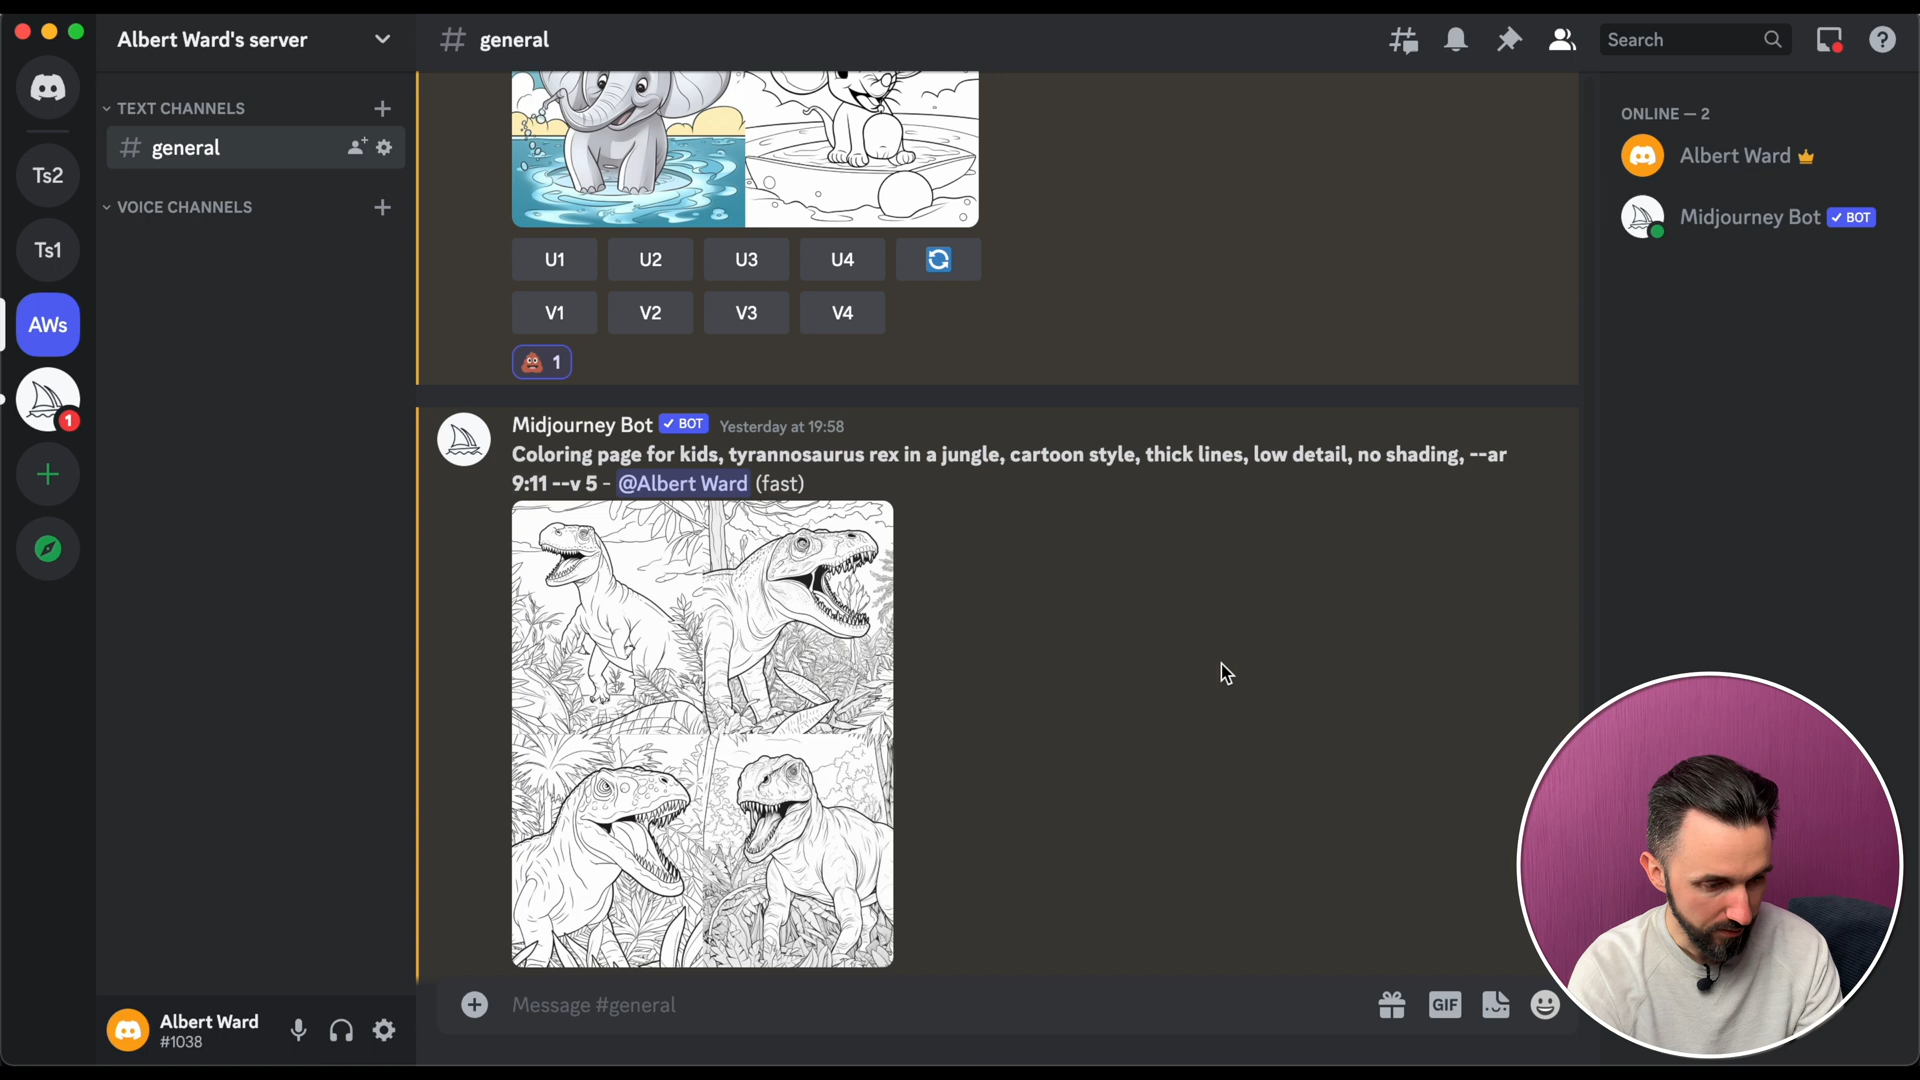 Albert Ward's server
general
Search
TEXT CHANNELS
general
VOICE CHANNELS
Ts2
Ts1
AWs
1
U1 U2 U3 U4
V1 V2 V3 V4
1
Midjourney Bot BOT Yesterday at 19:58
Coloring page for kids, tyrannosaurus rex in a jungle, cartoon style, thick lines, low detail, no shading, --ar
9:11 --v 5 - @Albert Ward (fast)
Message #general
GIF
Albert Ward
#1038
ONLINE — 2
Albert Ward
Midjourney Bot BOT